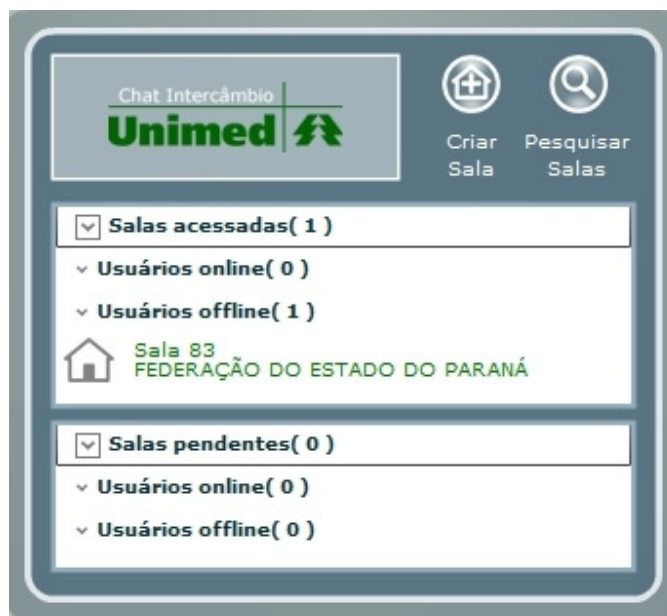 Chat Intercâmbio
Unimed
Criar
Sala
Pesquisar
Salas
Salas acessadas( 1 )
Usuários online( 0 )
Usuários offline( 1 )
Sala 83
FEDERAÇÃO DO ESTADO DO PARANÁ
Salas pendentes( 0 )
Usuários online( 0 )
Usuários offline( 0 )